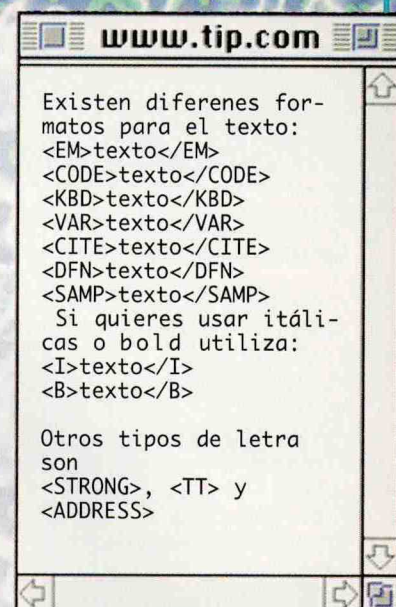 www.tip.com
Existen diferenes for-
matos para el texto:
<EM>texto</EM>
<CODE>texto</CODE>
<KBD>texto</KBD>
<VAR>texto</VAR>
<CITE>texto</CITE>
<DFN>texto</DFN>
<SAMP>texto</SAMP>
Si quieres usar itáli-
cas o bold utiliza:
<I>texto</I>
<B>texto</B>
Otros tipos de letra
son
<STRONG>, <TT> y
<ADDRESS>